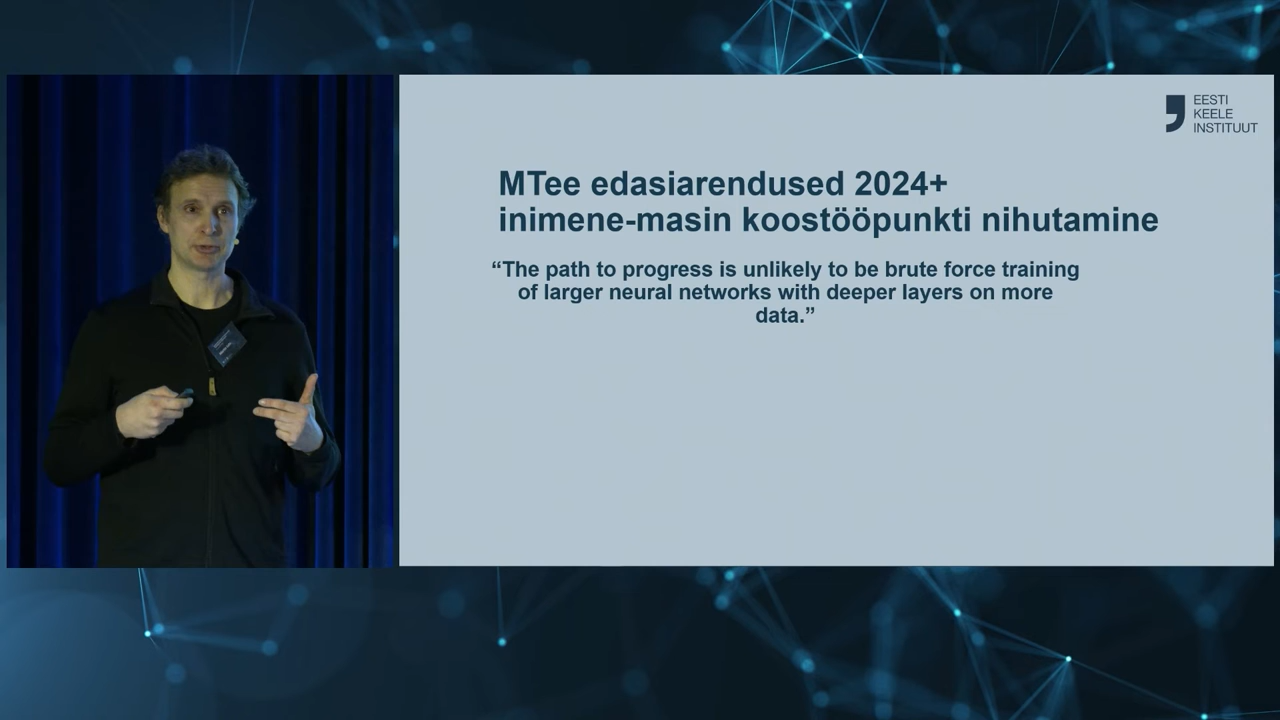 EESTI
KEELE
INSTITUUT
MTee edasiarendused 2024+
inimene-masin koostööpunkti nihutamine
“The path to progress is unlikely to be brute force training
of larger neural networks with deeper layers on more
data.”